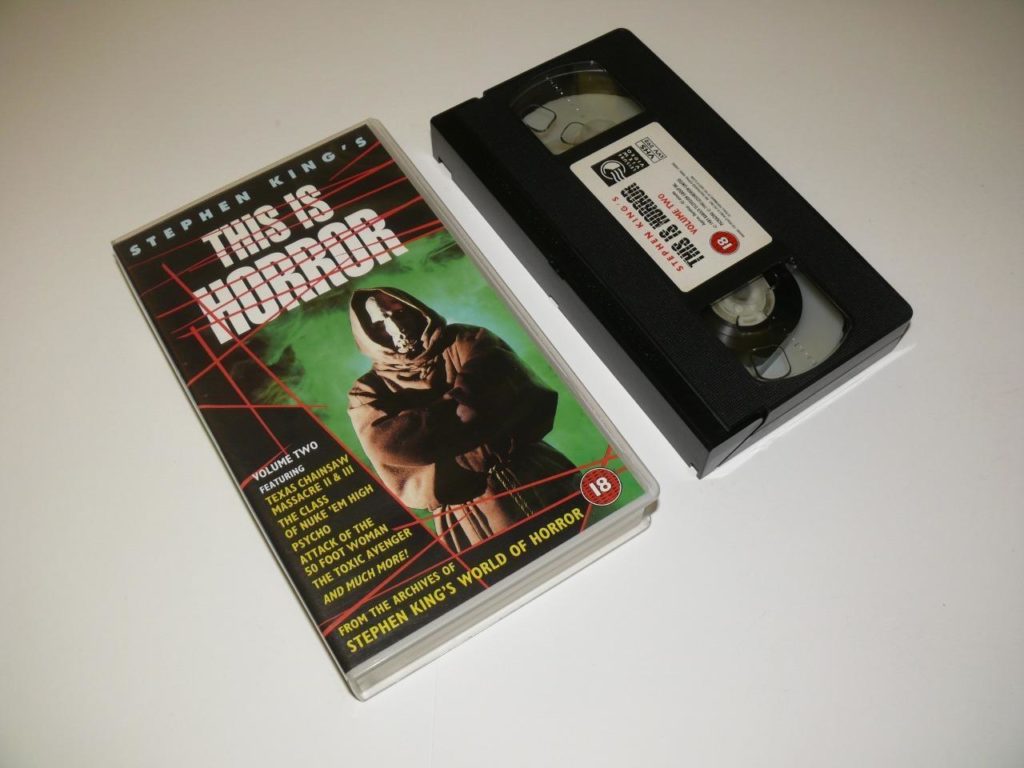 STEPHEN KING'S
THIS IS
HORROR
VOLUME TWO
FEATURING
TEXAS CHAINSAW
MASSACRE II & III
THE CLASS
OF NUKE 'EM HIGH
PSYCHO
ATTACK OF THE
50 FOOT WOMAN
THE TOXIC AVENGER
AND MUCH MORE!
18
FROM THE ARCHIVES OF
STEPHEN KING'S WORLD OF HORROR
VHS
STEPHEN KING'S
THIS IS HORROR
VOLUME TWO
18